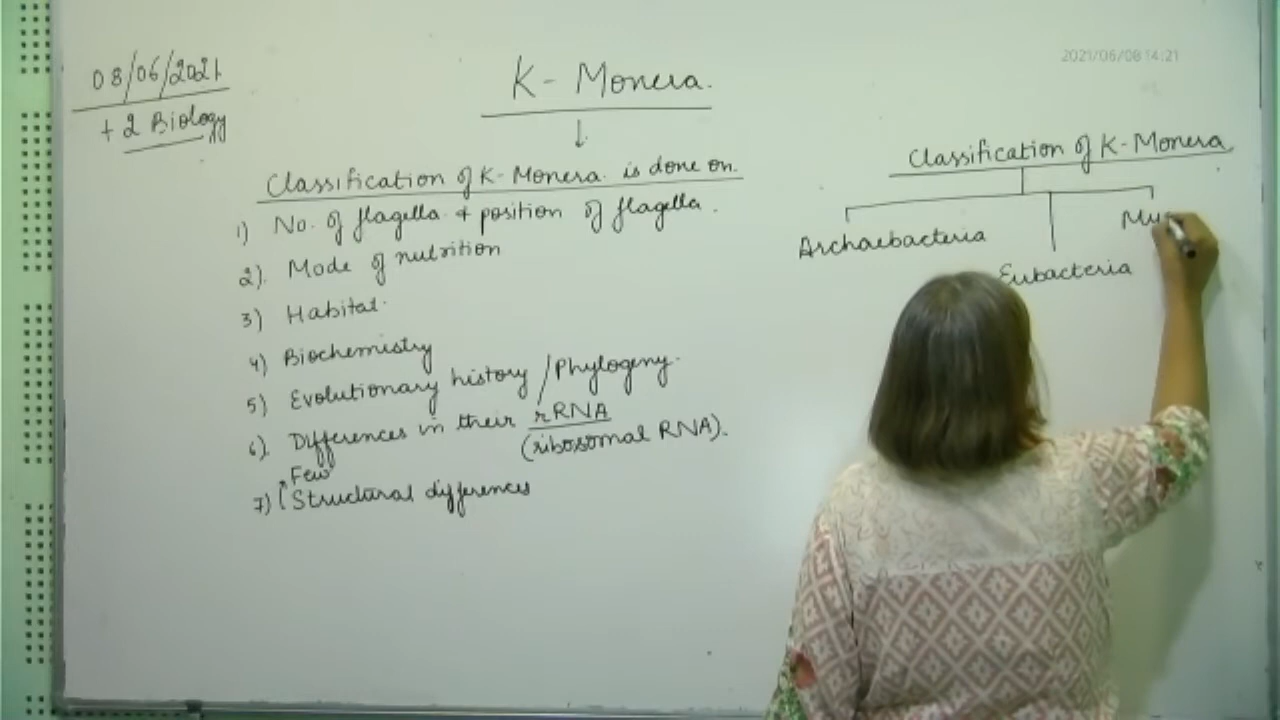 08/06/2021
+2 Biology
K- Monera.
↓
Classification of K-Monera is done on.
1) No. of flagella & position of flagella.
2). Mode of nutrition
3) Habitat.
4) Biochemistry
5) Evolutionary history / Phylogeny.
6). Differences in their rRNA
(ribosomal RNA).
Few
7) Structural differences
2021/06/08 14:21
Classification of K-Monera
Archaebacteria
Eubacteria